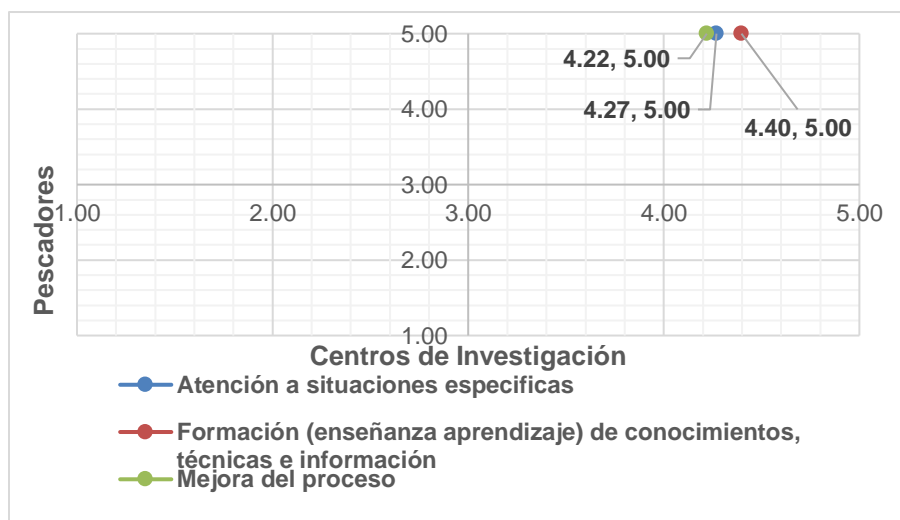 5.00
4.22, 5.00
4.00
4.27, 5.00
4.40, 5.00
Pescadores
3.00
1.00 2.00 3.00 4.00 5.00
2.00
1.00
Centros de Investigación
Atención a situaciones especificas
Formación (enseñanza aprendizaje) de conocimientos,
técnicas e información
Mejora del proceso